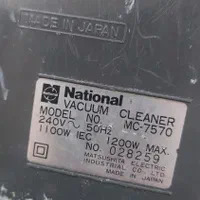 MADE IN JAPAN
National
VACUUM CLEANER
MODEL NO. MC-7570
240V~ 50Hz
1100W IEC 1200W MAX.
NO. 028259
MATSUSHITA ELECTRIC
INDUSTRIAL CO., LTD.
MADE IN JAPAN